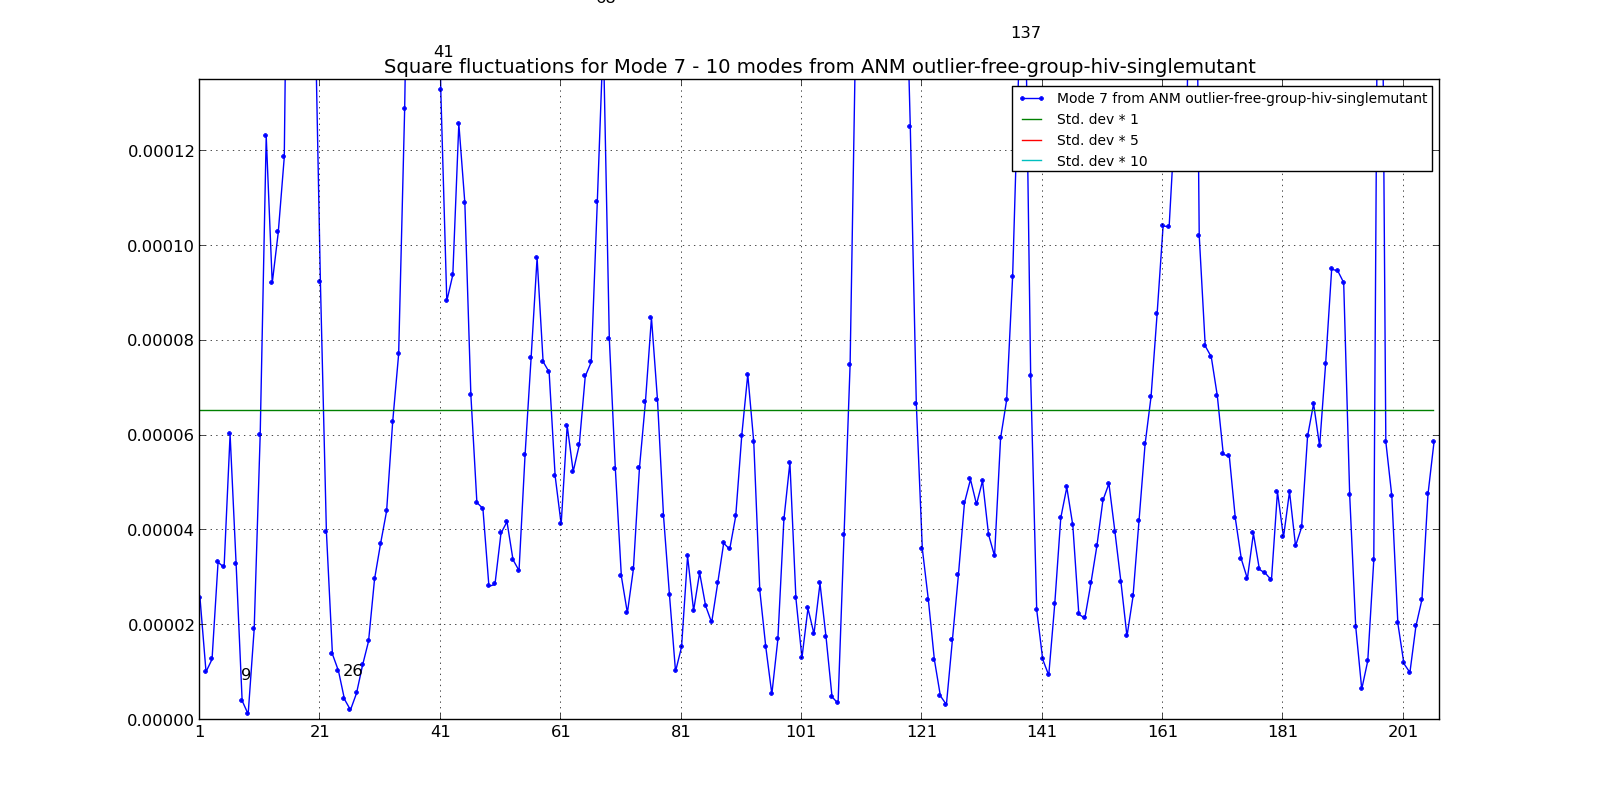 137
41
Square fluctuations for Mode 7 - 10 modes from ANM outlier-free-group-hiv-singlemutant
Mode 7 from ANM outlier-free-group-hiv-singlemutant
Std. dev * 1
Std. dev * 5
Std. dev * 10
0.00012
0.00010
0.00008
0.00006
0.00004
0.00002
0.00000
9
26
1 21 41 61 81 101 121 141 161 181 201